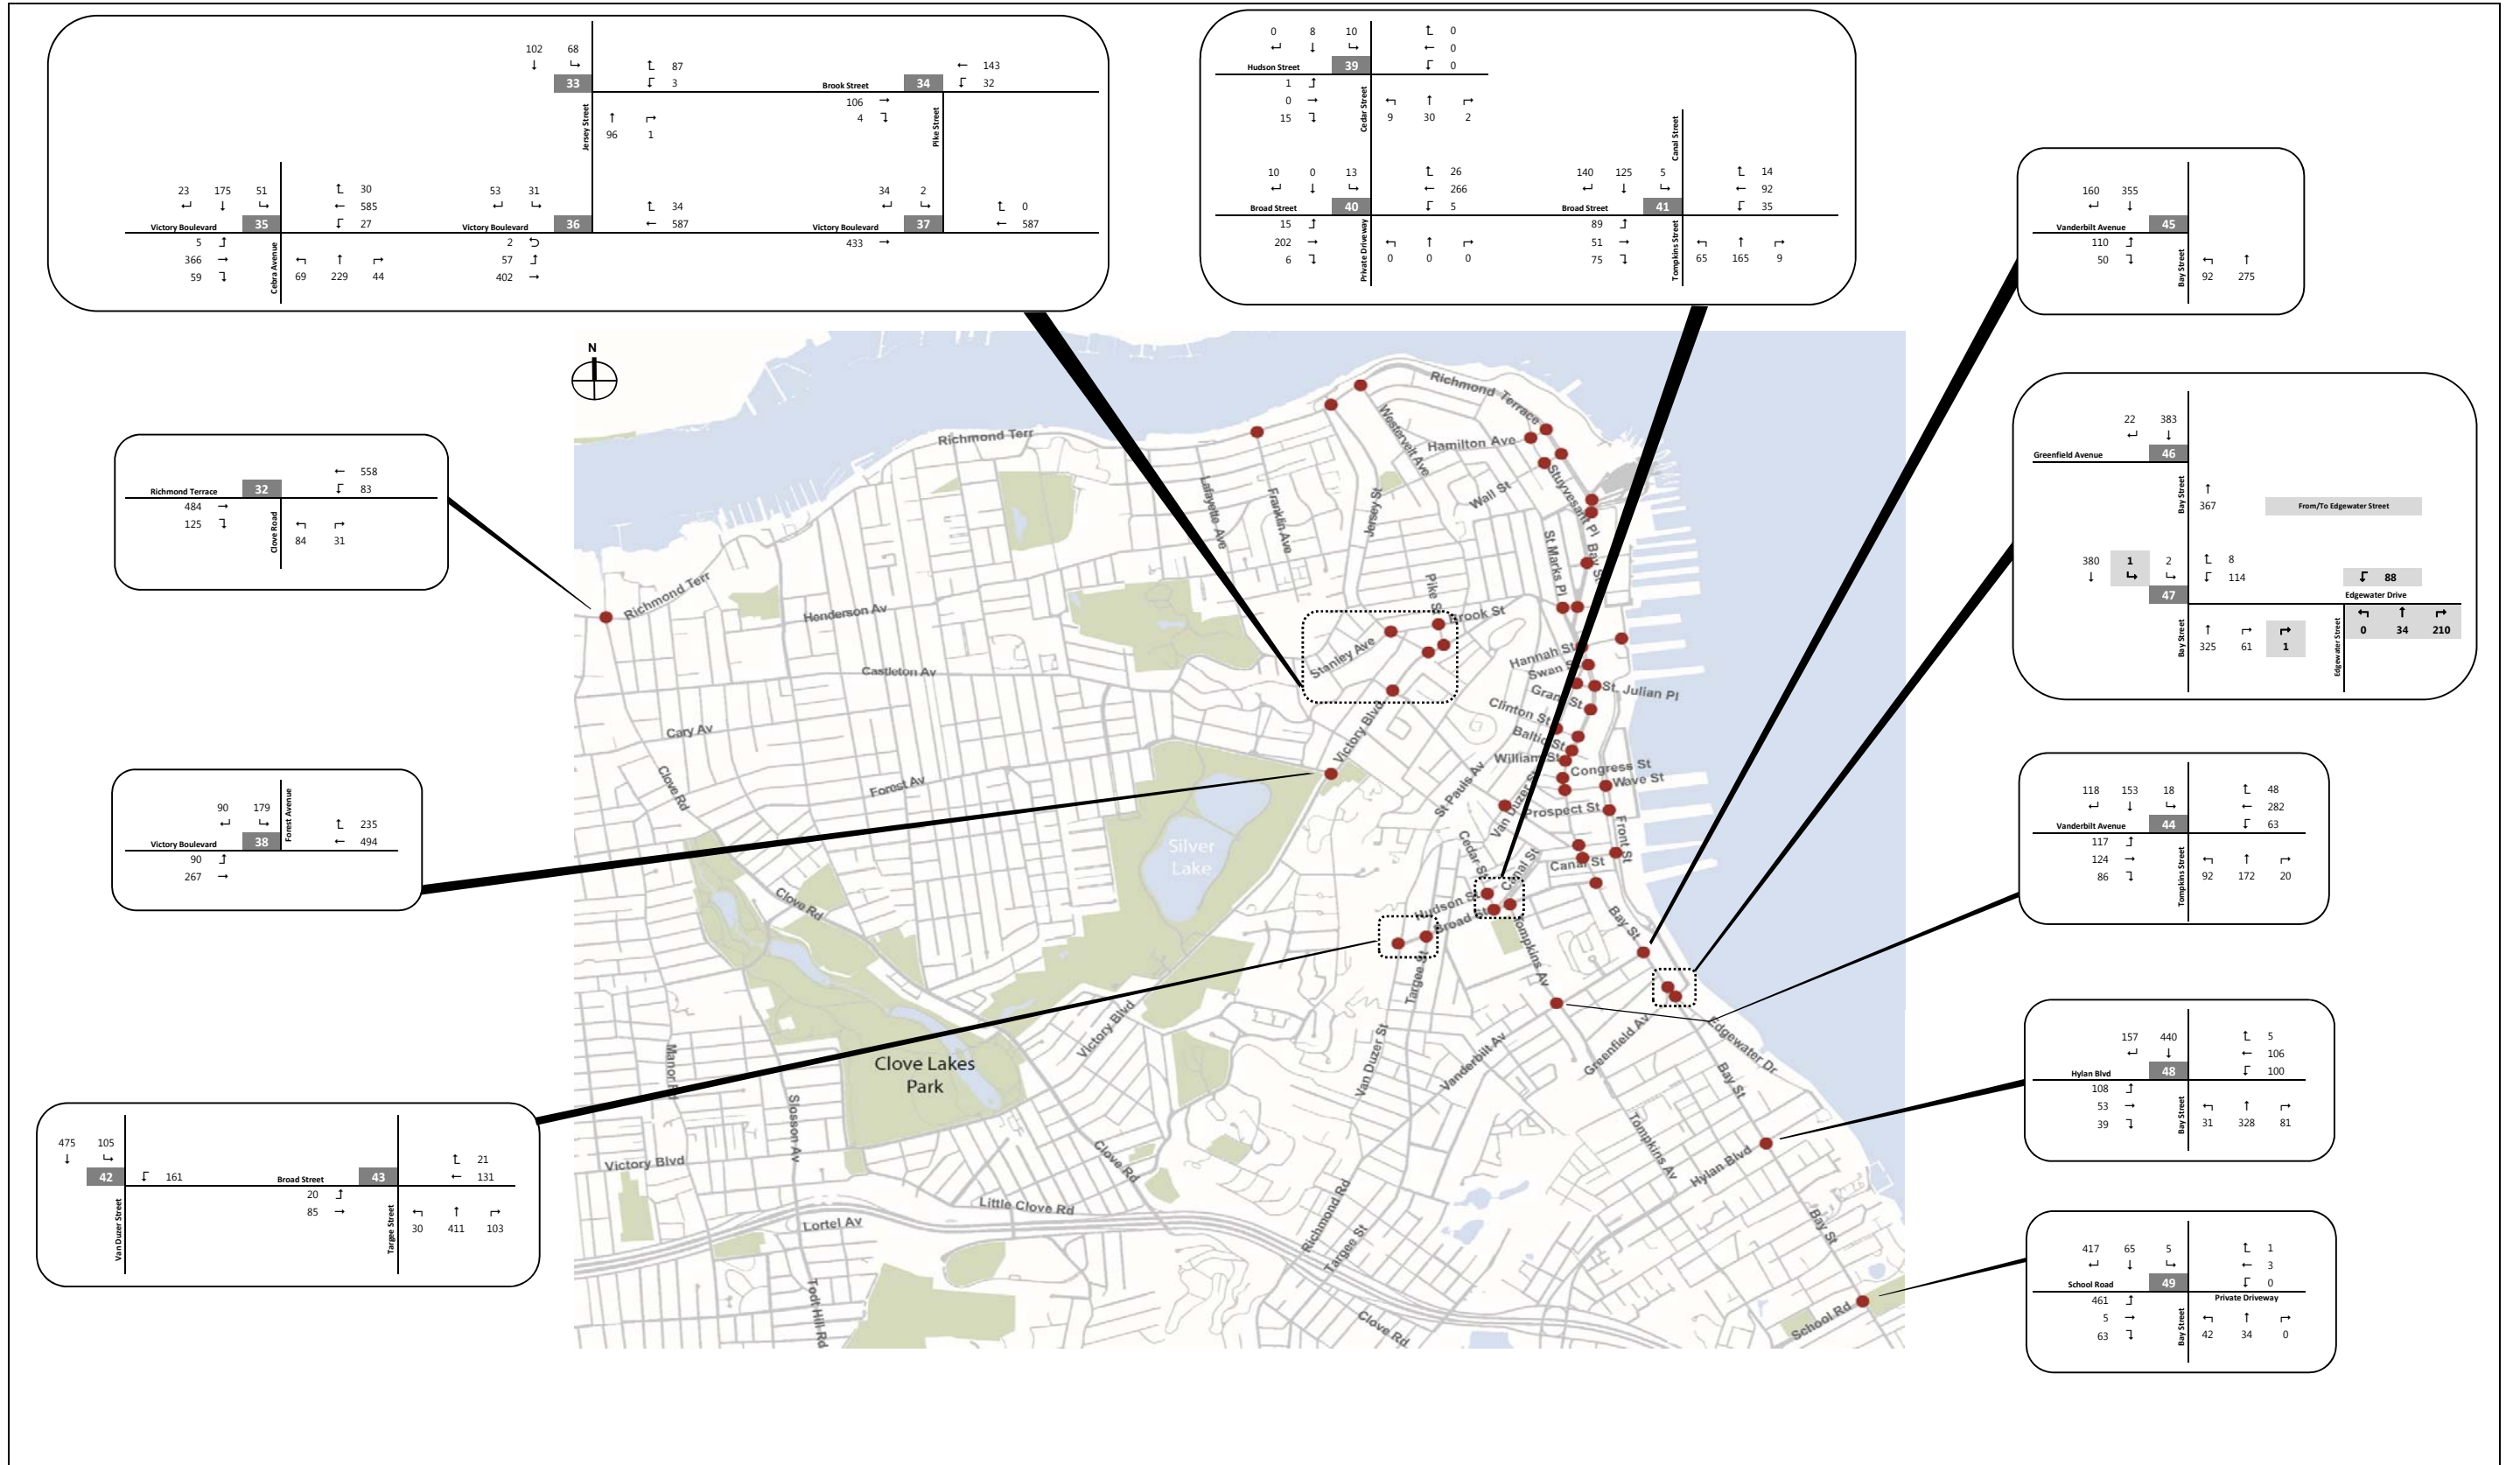 102 68
↓ ↳
33
↰ 87
↲ 3
Jersey Street
↑ ↱
96 1
Brook Street 34
← 143
↲ 32
106 →
4 ↴
Pike Street
23 175 51
↵ ↓ ↳
30
← 585
27
Victory Boulevard 35
5
366 →
59
Cebra Avenue
↰ ↑ ↱
69 229 44
53 31
↵ ↳
Victory Boulevard 36
34
← 587
2
57
402 →
34 2
↵ ↳
Victory Boulevard 37
0
← 587
433 →
0 8 10
↵ ↓ ↳
0
← 0
0
Hudson Street 39
1
0 →
15
Cedar Street
↰ ↑ ↱
9 30 2
10 0 13
↵ ↓ ↳
26
← 266
5
Broad Street 40
15
202 →
6
Private Driveway
↰ ↑ ↱
0 0 0
Canal Street
140 125 5
↵ ↓ ↳
14
← 92
35
Broad Street 41
89
51 →
75
Tompkins Street
↰ ↑ ↱
65 165 9
160 355
↵ ↓
Vanderbilt Avenue 45
110
50
Bay Street
↰ ↑
92 275
22 383
↵ ↓
Greenfield Avenue 46
Bay Street
↑
367
From/To Edgewater Street
380 1 2
↓ ↳ ↳
8
114
47
88
Edgewater Drive
Bay Street
↑ ↱ ↱
325 61 1
Edgewater Street
↰ ↑ ↱
0 34 210
← 558
83
Richmond Terrace 32
484 →
125
Clove Road
↰ ↱
84 31
90 179
↵ ↳
Forest Avenue
235
← 494
Victory Boulevard 38
90
267 →
118 153 18
↵ ↓ ↳
48
← 282
63
Vanderbilt Avenue 44
117
124 →
86
Tompkins Street
↰ ↑ ↱
92 172 20
157 440
↵ ↓
5
← 106
100
Hylan Blvd 48
108
53 →
39
Bay Street
↰ ↑ ↱
31 328 81
475 105
↓ ↳
42
161
Van Duzer Street
Broad Street 43
21
← 131
20
85 →
Targee Street
↰ ↑ ↱
30 411 103
417 65 5
↵ ↓ ↳
1
← 3
0
School Road 49
Private Driveway
461
5 →
63
Bay Street
↰ ↑ ↱
42 34 0
N
Richmond Terr
Richmond Terrace
Westervelt Ave
Hamilton Ave
Lafayette Ave
Franklin Ave
Jersey St
Wall St
Stuyvesant Pl
St Marks Pl
Bay St
Richmond Terr
Henderson Av
Pike St
Brook St
Stanley Ave
Castleton Av
Hannah St
Swan St
St. Julian Pl
Grant St
Clinton St
Baltic St
William St
Congress St
Wave St
Cary Av
Victory Blvd
Clove Rd
Forest Av
St Pauls Av
Van Duzer St
Prospect St
Front St
Silver
Lake
Cedar St
Canal St
Canal St
Clove Rd
Hudson St
Broad St
Tompkins Av
Bay St
Targee St
Victory Blvd
Manor Rd
Clove Lakes
Park
Van Duzer St
Vanderbilt Av
Greenfield Av
Edgewater Dr
Bay St
Slosson Av
Tompkins Av
Hylan Blvd
Victory Blvd
Clove Rd
Little Clove Rd
Lortel Av
Richmond Rd
Targee St
Bay St
Todt Hill Rd
Clove Rd
School Rd